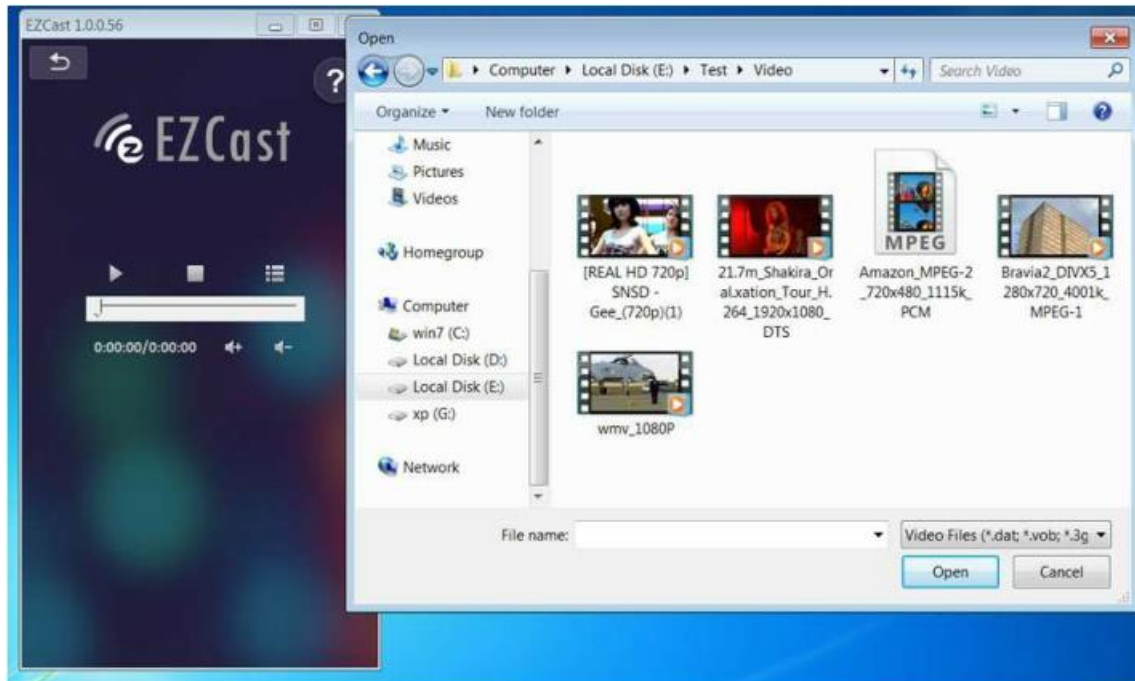 EZCast 1.0.0.56
?
EZCast
0:00:00/0:00:00
Open
Computer
Local Disk (E:)
Test
Video
Search Video
Organize
New folder
Music
Pictures
Videos
Homegroup
Computer
win7 (C:)
Local Disk (D:)
Local Disk (E:)
xp (G:)
Network
[REAL HD 720p]
SNSD -
Gee_(720p)(1)
21.7m_Shakira_Or
al.xation_Tour_H.
264_1920x1080_
DTS
MPEG
Amazon_MPEG-2
_720x480_1115k_
PCM
Bravia2_DIVX5_1
280x720_4001k_
MPEG-1
wmv_1080P
File name:
Video Files (*.dat; *.vob; *.3g
Open
Cancel